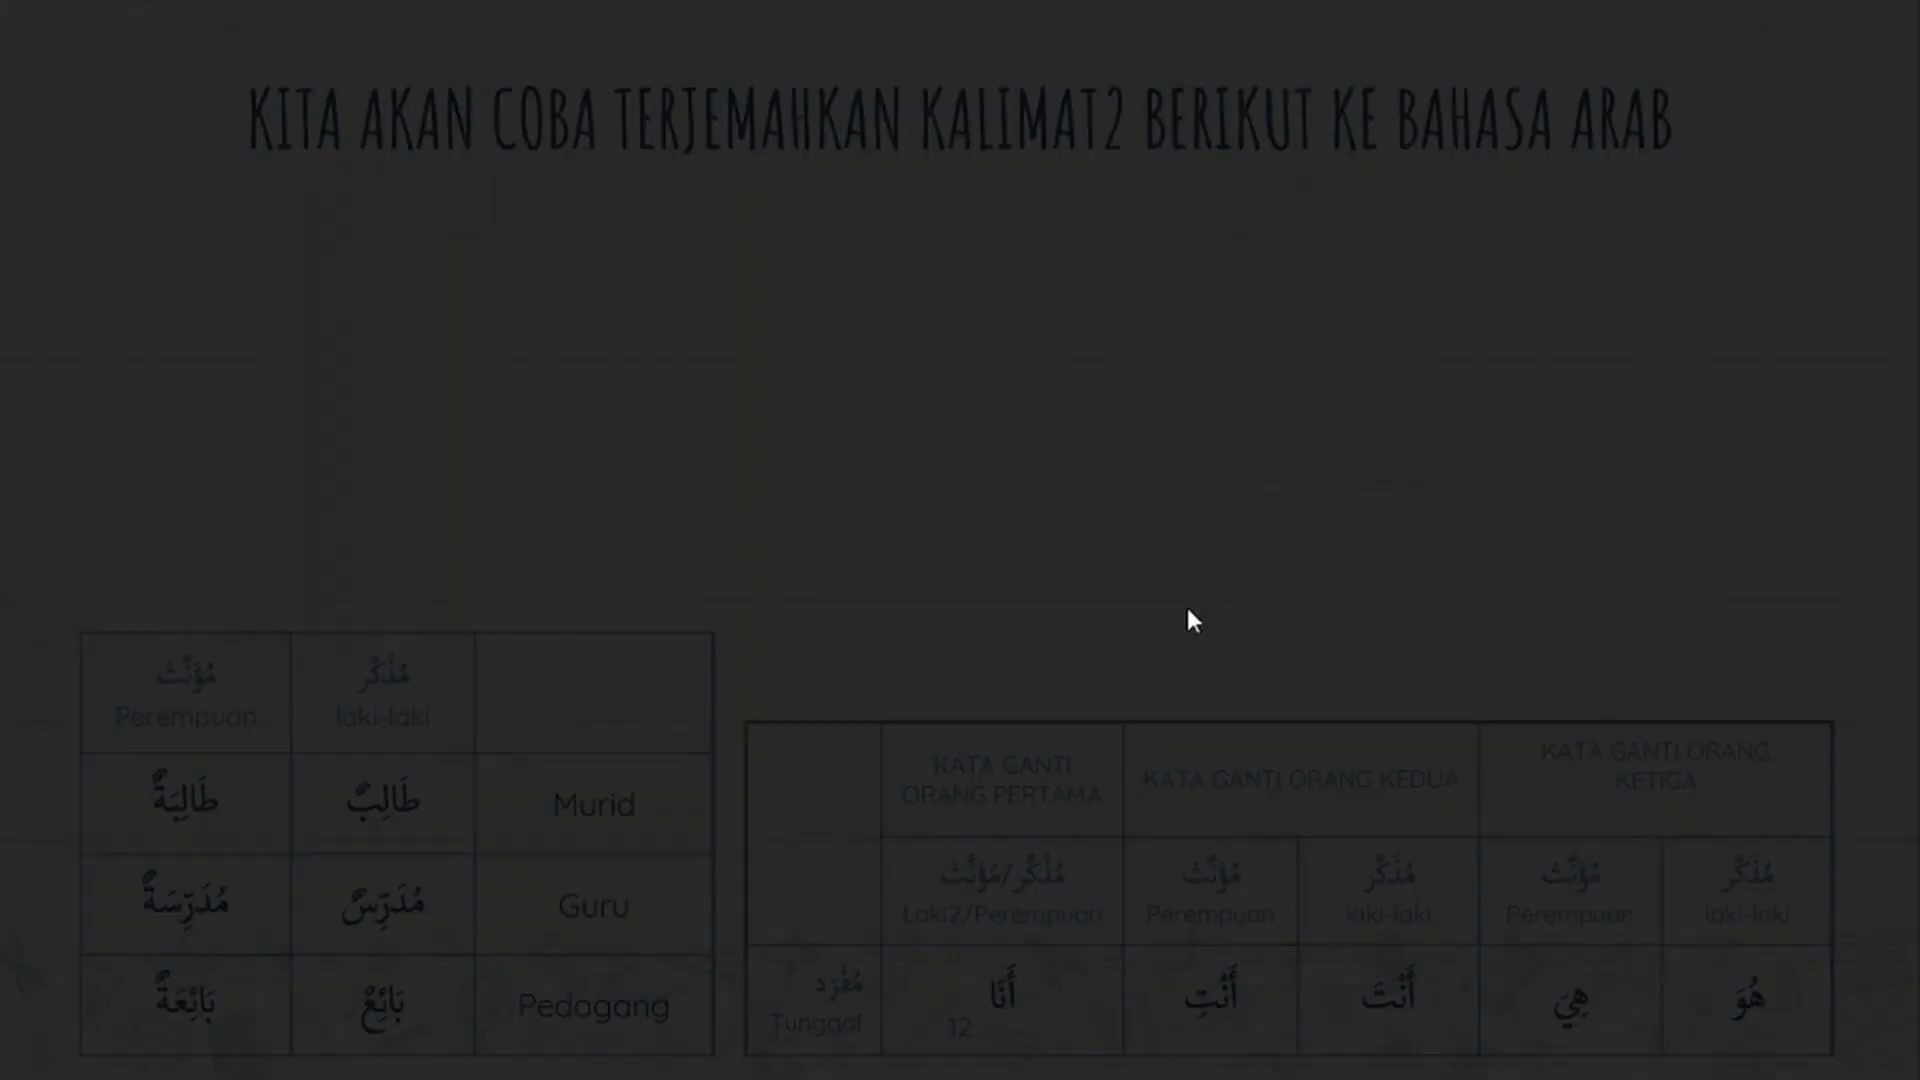 KITA AKAN COBA TERJEMAHKAN KALIMAT2 BERIKUT KE BAHASA ARAB
مُؤَنَّث مُذَكَّر
Perempuan laki-laki
طَالِبَةٌ طَالِبٌ Murid
مُدَرِّسَةٌ مُدَرِّسٌ Guru
بَائِعَةٌ بَائِعٌ Pedagang
KATA GANTI
ORANG PERTAMA
KATA GANTI ORANG KEDUA
KATA GANTI ORANG
KETIGA
مُذَكَّر/مُؤَنَّث مُؤَنَّث مُذَكَّر مُؤَنَّث مُذَكَّر
Laki2/Perempuan Perempuan laki-laki Perempuan laki-laki
مُفْرَد أَنَا أَنْتِ أَنْتَ هِيَ هُوَ
Tunggal 12